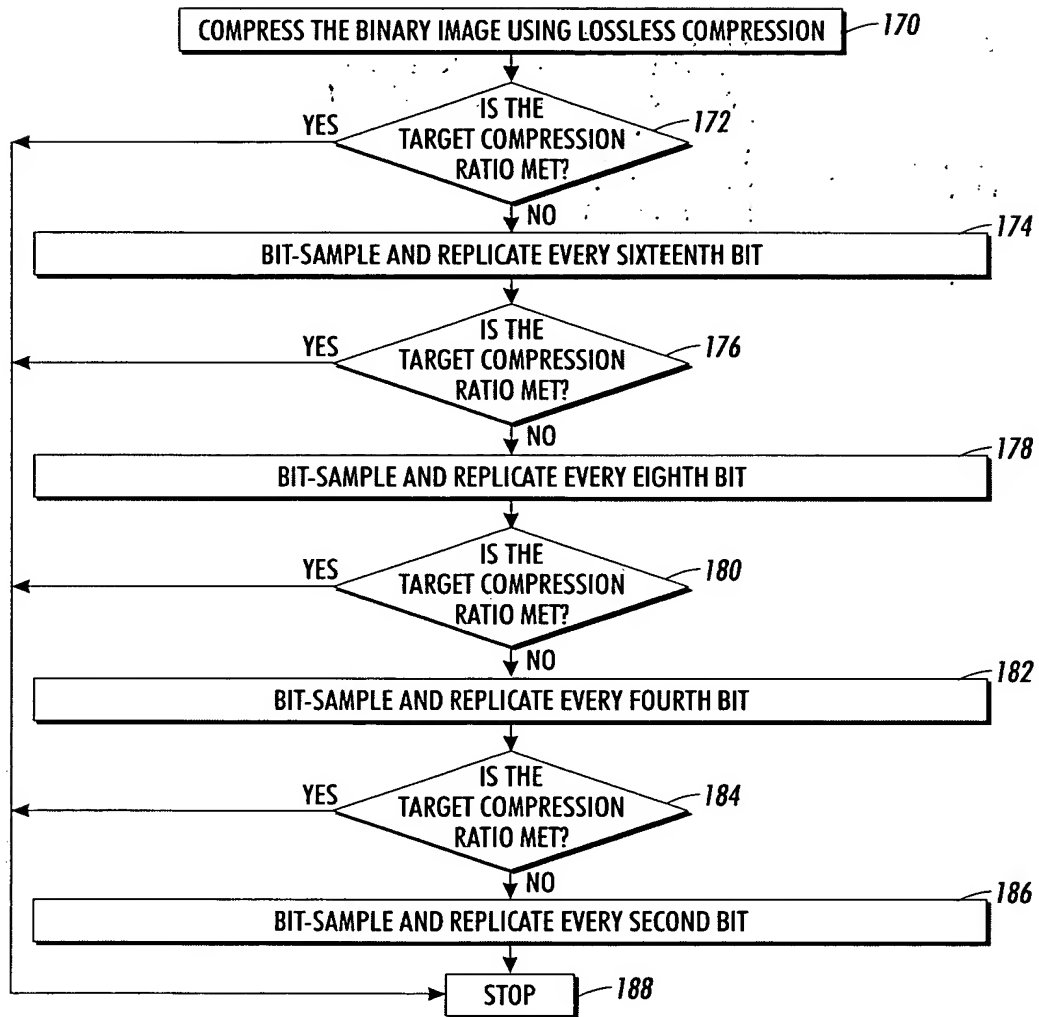 COMPRESS THE BINARY IMAGE USING LOSSLESS COMPRESSION
170
IS THE
TARGET COMPRESSION
RATIO MET?
172
YES
NO
174
BIT-SAMPLE AND REPLICATE EVERY SIXTEENTH BIT
IS THE
TARGET COMPRESSION
RATIO MET?
176
YES
NO
178
BIT-SAMPLE AND REPLICATE EVERY EIGHTH BIT
IS THE
TARGET COMPRESSION
RATIO MET?
180
YES
NO
182
BIT-SAMPLE AND REPLICATE EVERY FOURTH BIT
IS THE
TARGET COMPRESSION
RATIO MET?
184
YES
NO
186
BIT-SAMPLE AND REPLICATE EVERY SECOND BIT
STOP
188